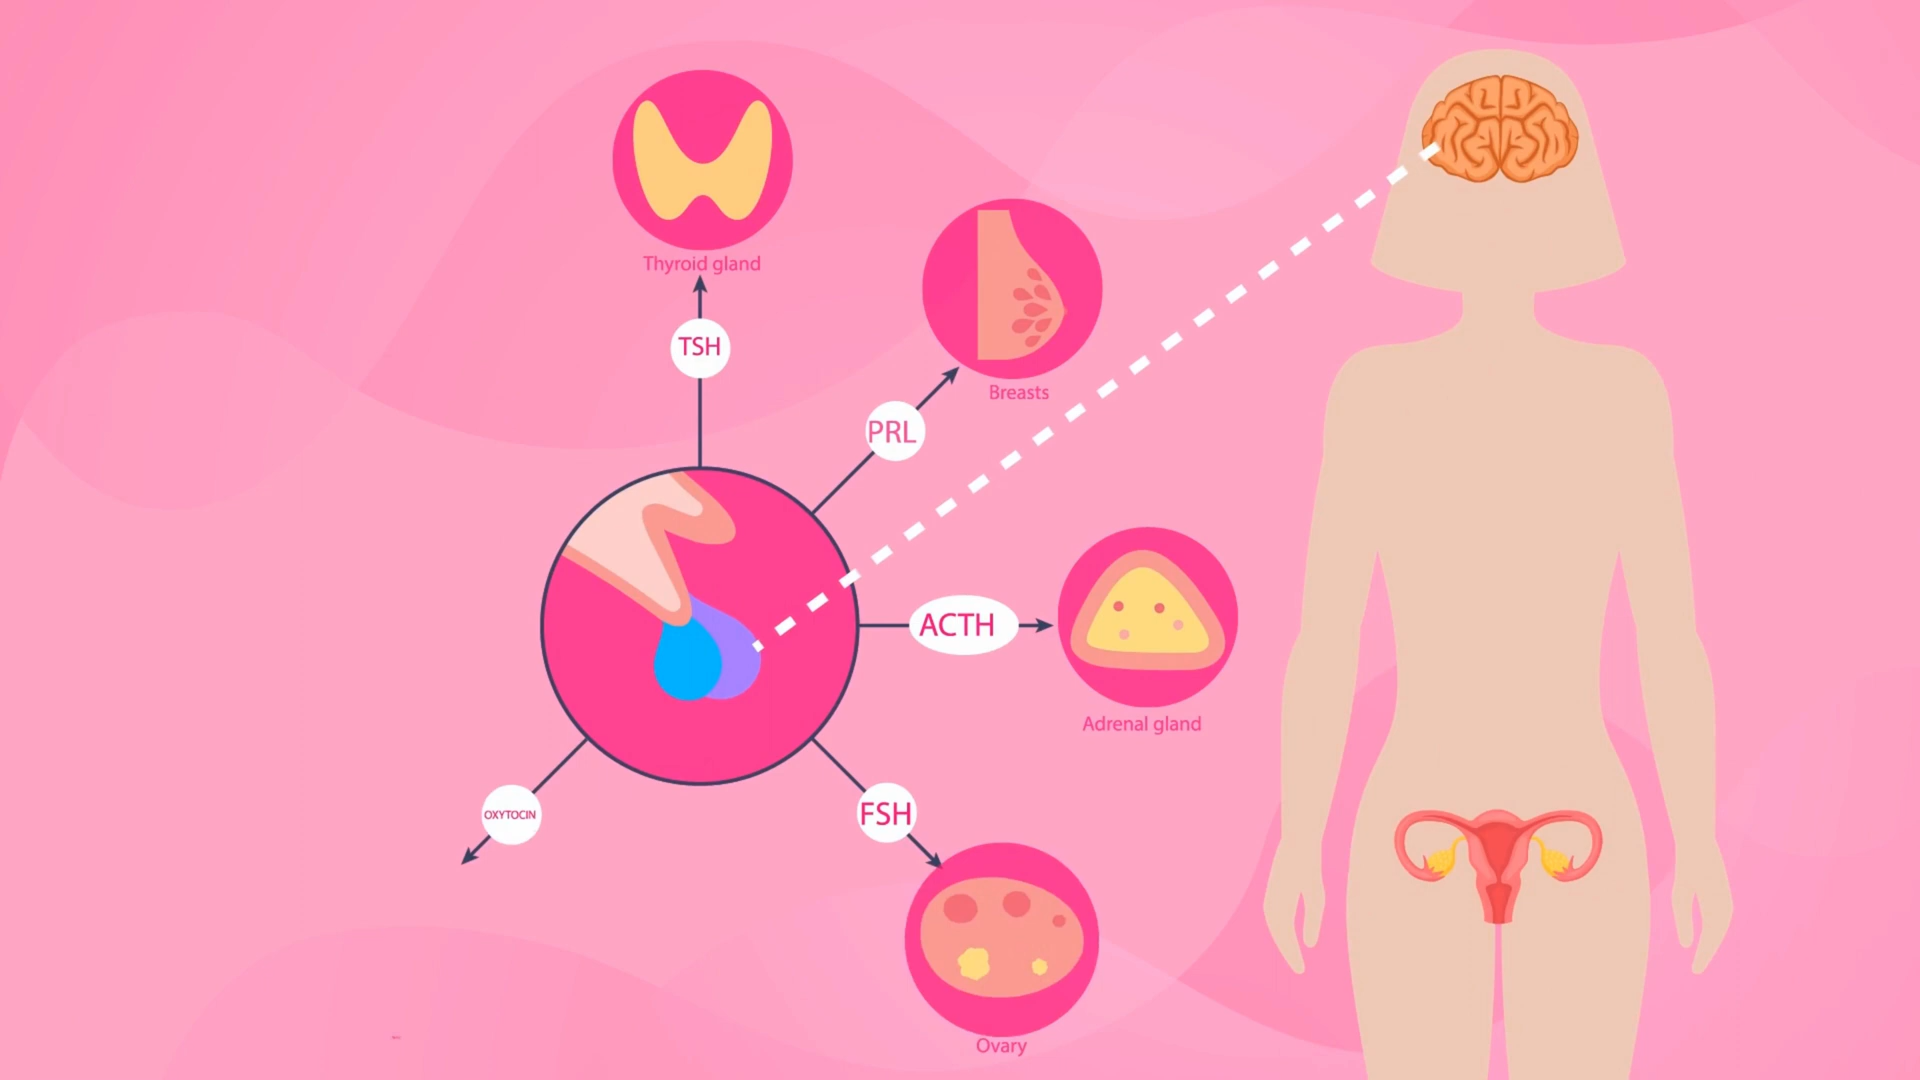 Thyroid gland
TSH
PRL
Breasts
ACTH
Adrenal gland
OXYTOCIN
FSH
Ovary